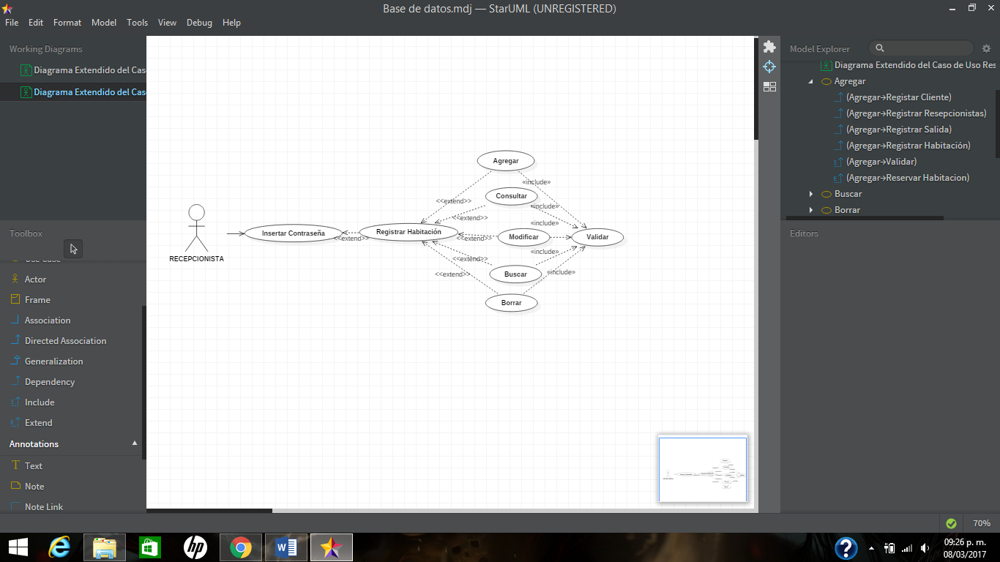 Base de datos.mdj — StarUML (UNREGISTERED)
File Edit Format Model Tools View Debug Help
Working Diagrams
Diagrama Extendido del Cas
Diagrama Extendido del Cas
Toolbox
Use Case
Actor
Frame
Association
Directed Association
Generalization
Dependency
Include
Extend
Annotations
Text
Note
Note Link
RECEPCIONISTA
Insertar Contraseña
<<extend>>
Registrar Habitación
Agregar
«include»
<<extend>>
Consultar
«include»
<<extend>>
«include»
Modificar
<<extend>>
Validar
«include»
<<extend>>
Buscar
«include»
<<extend>>
Borrar
Model Explorer
Diagrama Extendido del Caso de Uso Res
Agregar
(Agregar→Registar Cliente)
(Agregar→Registrar Resepcionistas)
(Agregar→Registrar Salida)
(Agregar→Registrar Habitación)
(Agregar→Validar)
(Agregar→Reservar Habitacion)
Buscar
Borrar
Editors
70%
hp
09:26 p. m.
08/03/2017